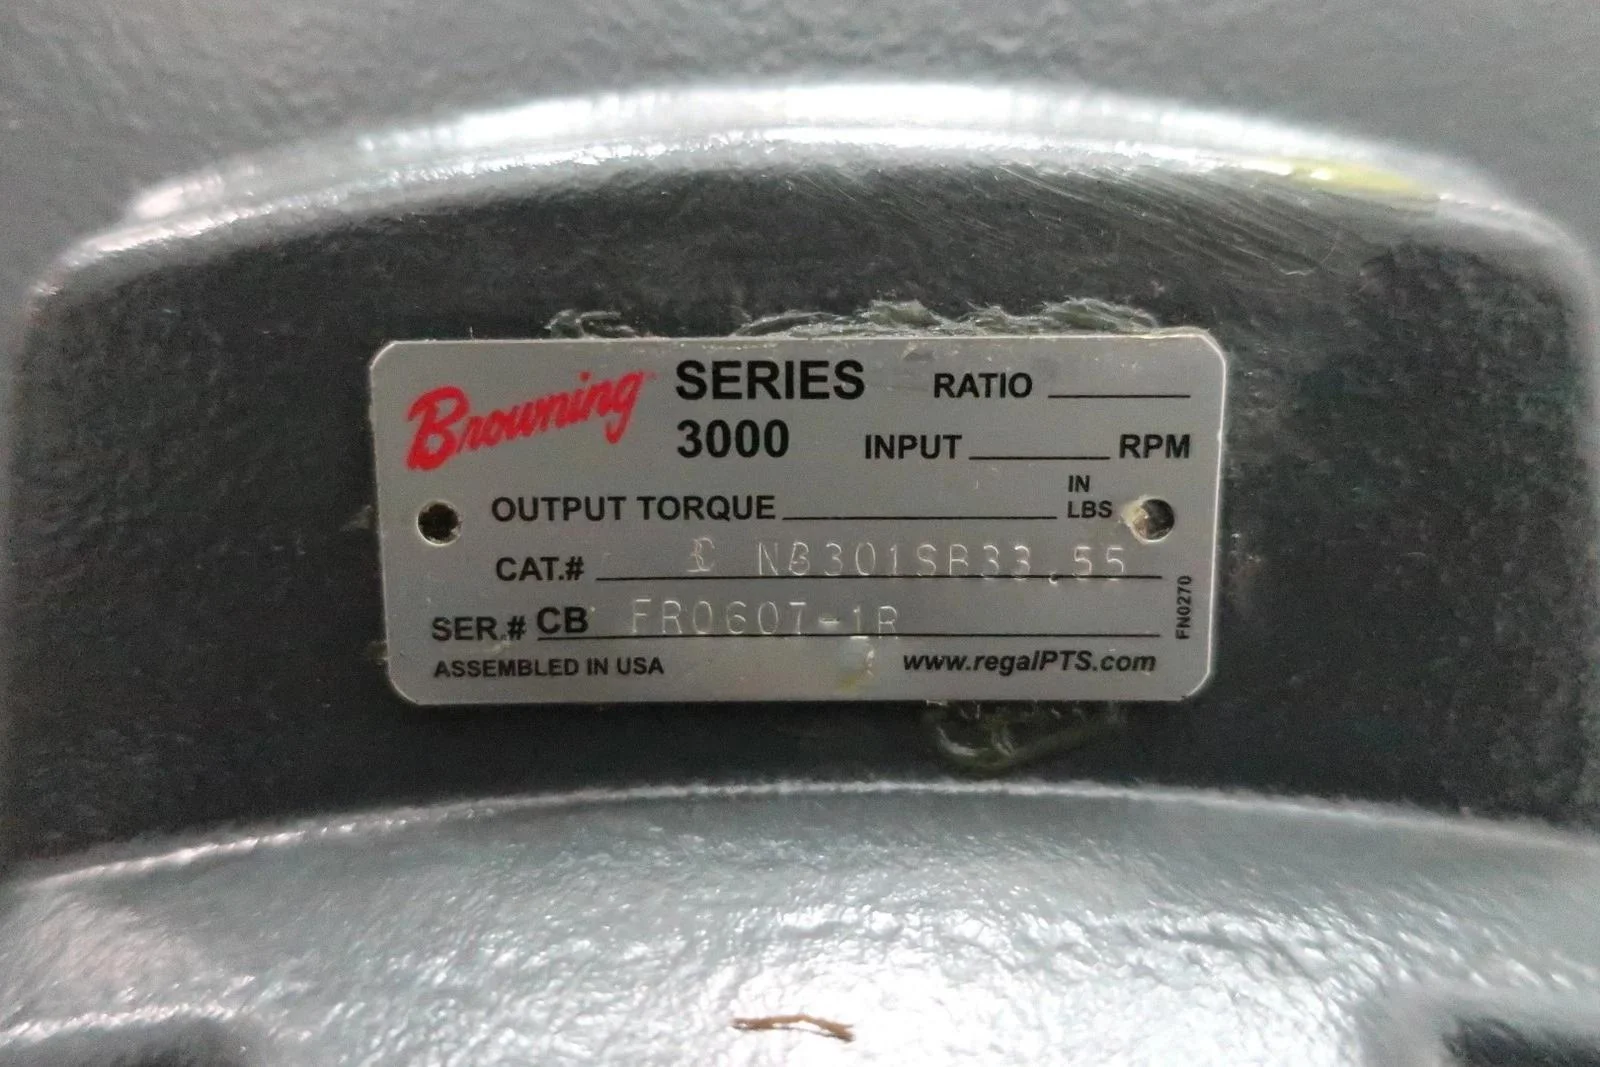 Browning SERIES 3000 RATIO
INPUT RPM
OUTPUT TORQUE IN LBS
CAT.# NB301SB33.55
SER.# CB FR0607-1R
FN0270
ASSEMBLED IN USA www.regalPTS.com